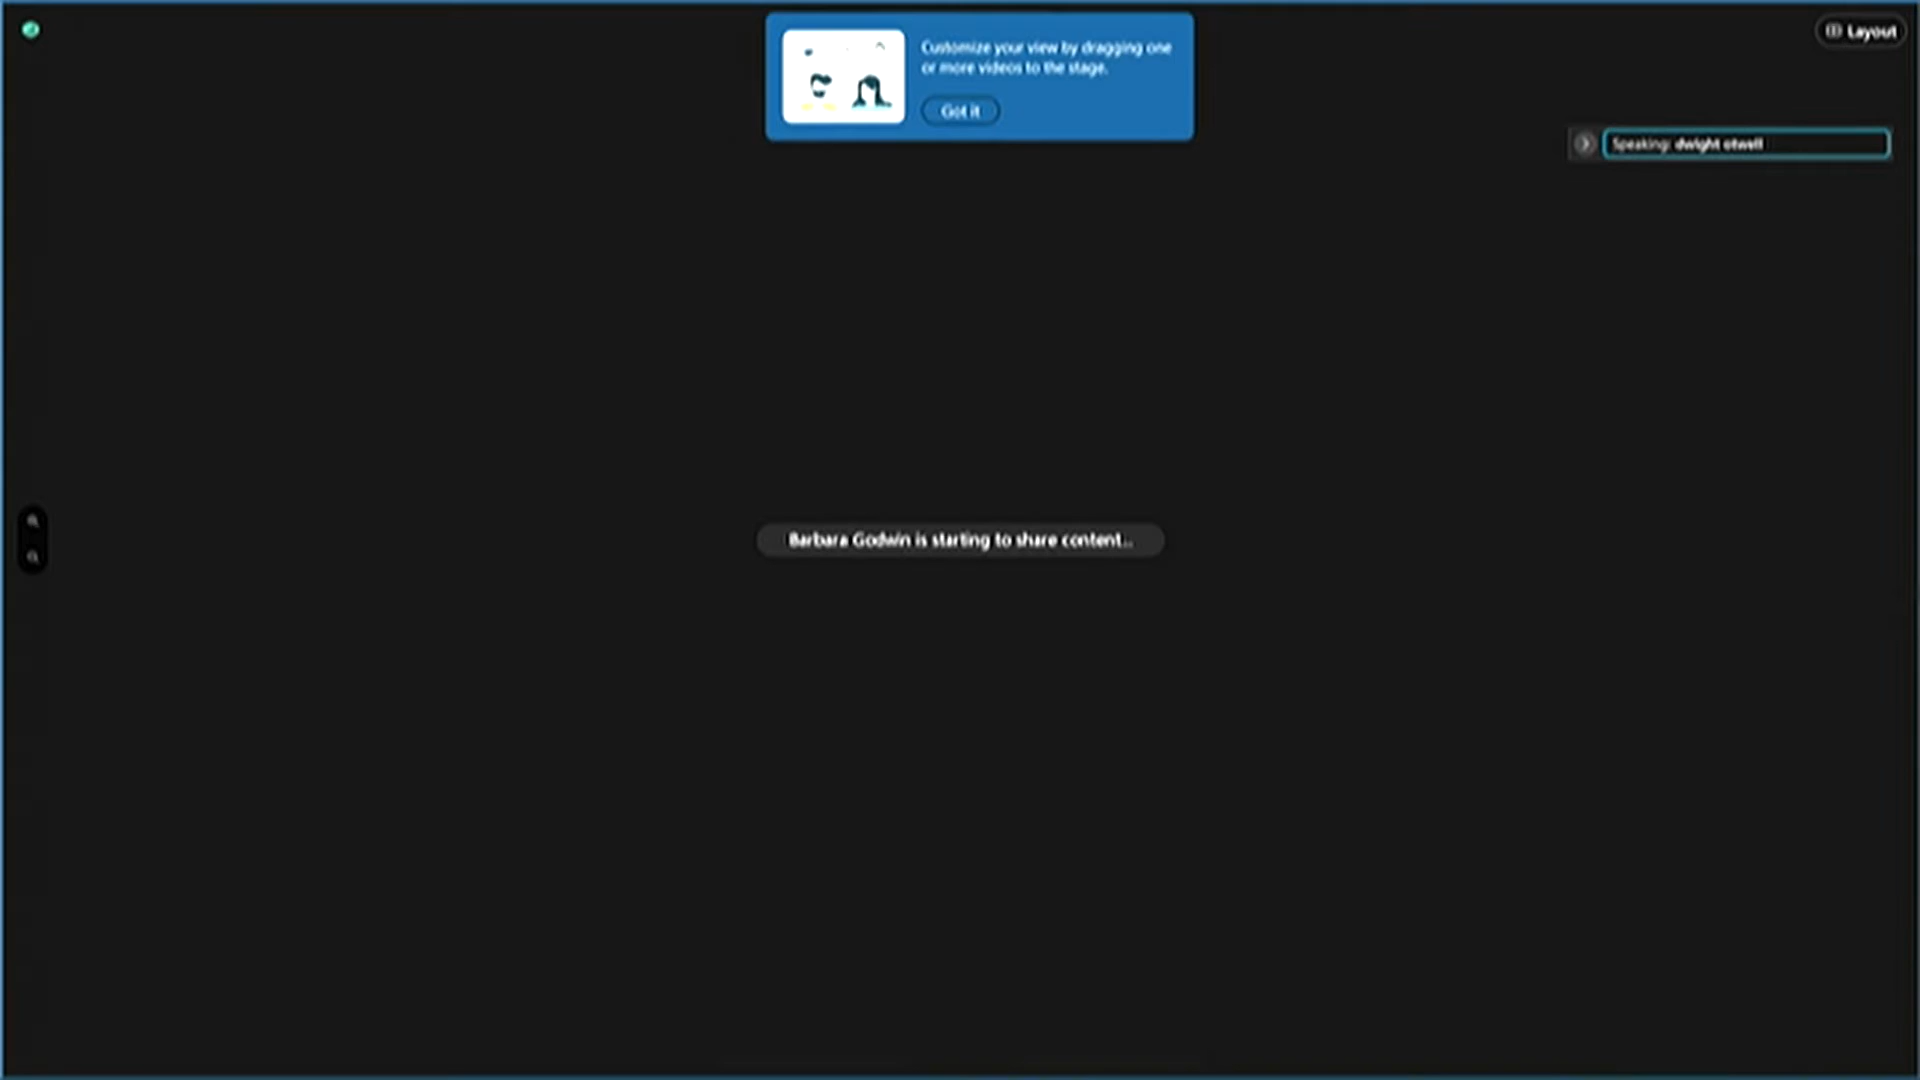 Customize your view by dragging one
or more videos to the stage.
Got it
Layout
Speaking: dwight otwell
Barbara Godwin is starting to share content...